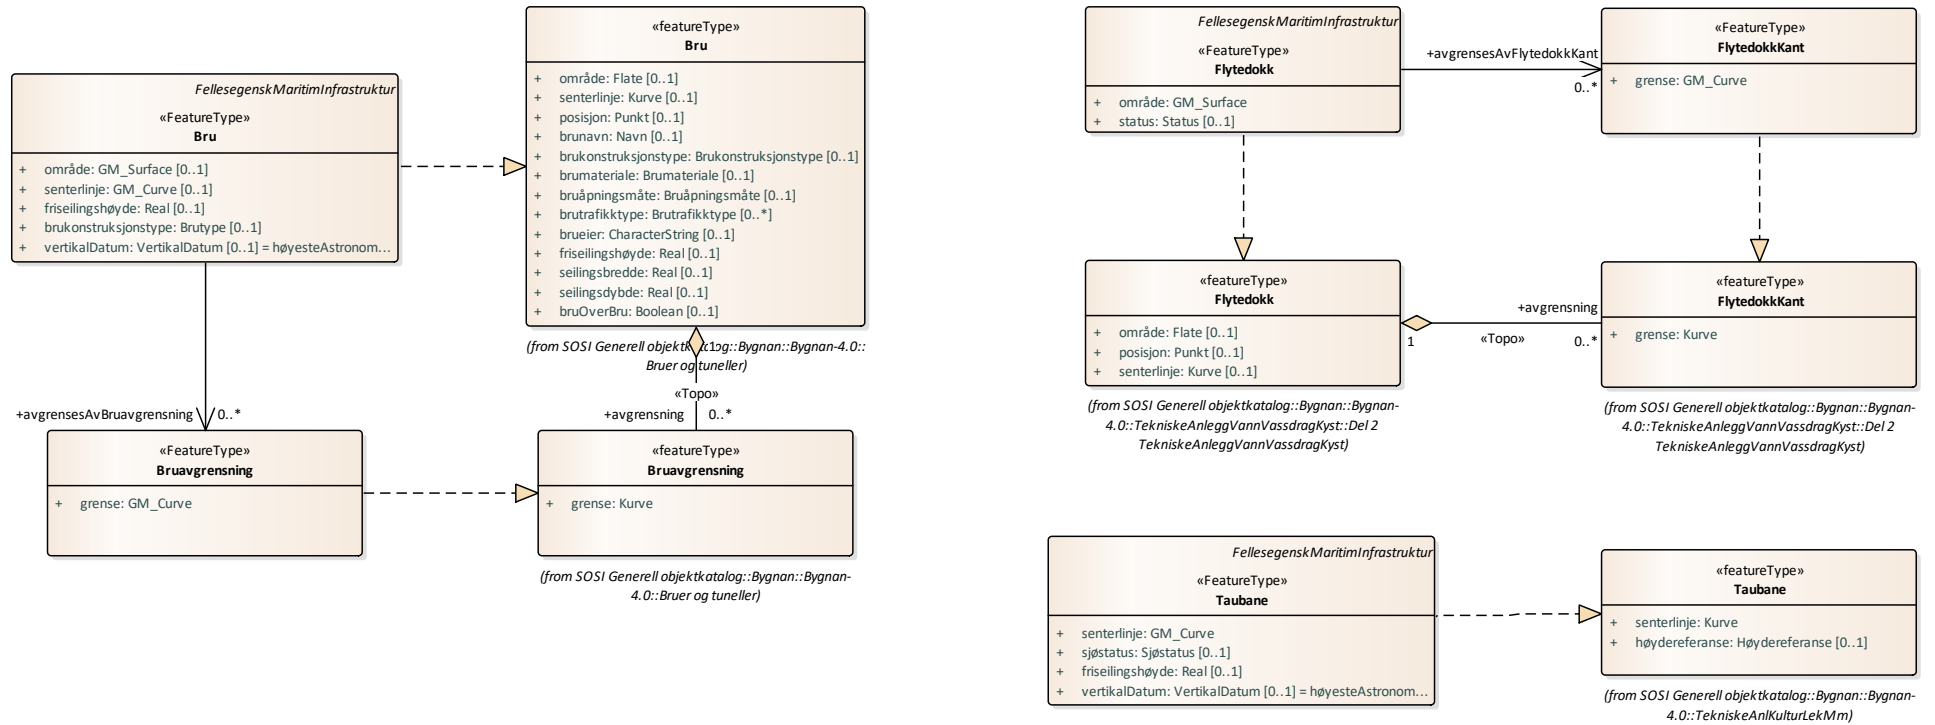 FellesegenskMaritimInfrastruktur
«FeatureType»
Bru
+ område: GM_Surface [0..1]
+ senterlinje: GM_Curve [0..1]
+ friseilingshøyde: Real [0..1]
+ brukonstruksjonstype: Brutype [0..1]
+ vertikalDatum: VertikalDatum [0..1] = høyesteAstronom...
«featureType»
Bru
+ område: Flate [0..1]
+ senterlinje: Kurve [0..1]
+ posisjon: Punkt [0..1]
+ brunavn: Navn [0..1]
+ brukonstruksjonstype: Brukonstruksjonstype [0..1]
+ brumateriale: Brumateriale [0..1]
+ bruåpningsmåte: Bruåpningsmåte [0..1]
+ brutrafikktype: Brutrafikktype [0..*]
+ brueier: CharacterString [0..1]
+ friseilingshøyde: Real [0..1]
+ seilingsbredde: Real [0..1]
+ seilingsdybde: Real [0..1]
+ bruOverBru: Boolean [0..1]
(from SOSI Generell objektkatalog::Bygnan::Bygnan-4.0::
Bruer og tuneller)
«Topo»
+avgrensning 0..*
+avgrensesAvBruavgrensning 0..*
«FeatureType»
Bruavgrensning
+ grense: GM_Curve
«featureType»
Bruavgrensning
+ grense: Kurve
(from SOSI Generell objektkatalog::Bygnan::Bygnan-
4.0::Bruer og tuneller)
FellesegenskMaritimInfrastruktur
«FeatureType»
Flytedokk
+ område: GM_Surface
+ status: Status [0..1]
+avgrensesAvFlytedokkKant
0..*
«FeatureType»
FlytedokkKant
+ grense: GM_Curve
«featureType»
Flytedokk
+ område: Flate [0..1]
+ posisjon: Punkt [0..1]
+ senterlinje: Kurve [0..1]
(from SOSI Generell objektkatalog::Bygnan::Bygnan-
4.0::TekniskeAnleggVannVassdragKyst::Del 2
TekniskeAnleggVannVassdragKyst)
+avgrensning
1 «Topo» 0..*
«featureType»
FlytedokkKant
+ grense: Kurve
(from SOSI Generell objektkatalog::Bygnan::Bygnan-
4.0::TekniskeAnleggVannVassdragKyst::Del 2
TekniskeAnleggVannVassdragKyst)
FellesegenskMaritimInfrastruktur
«FeatureType»
Taubane
+ senterlinje: GM_Curve
+ sjøstatus: Sjøstatus [0..1]
+ friseilingshøyde: Real [0..1]
+ vertikalDatum: VertikalDatum [0..1] = høyesteAstronom...
«featureType»
Taubane
+ senterlinje: Kurve
+ høydereferanse: Høydereferanse [0..1]
(from SOSI Generell objektkatalog::Bygnan::Bygnan-
4.0::TekniskeAnlKulturLekMm)